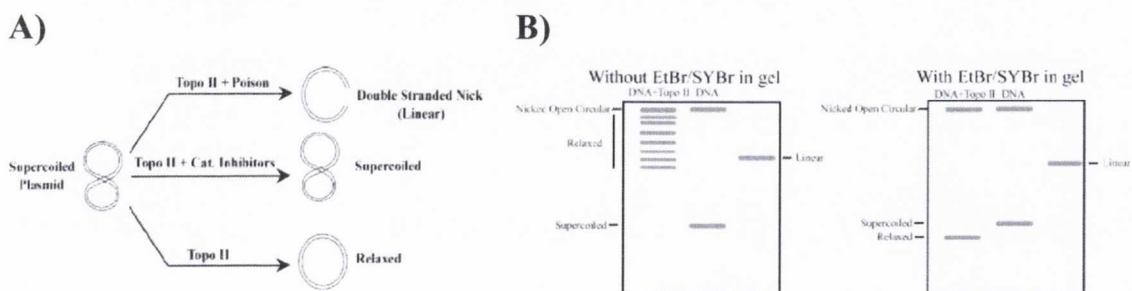 A)
Topo II + Poison
Double Stranded Nick
(Linear)
Supercoiled
Plasmid
Topo II + Cat. Inhibitors
Supercoiled
Topo II
Relaxed
B)
Without EtBr/SYBr in gel
DNA+Topo II DNA
Nicked Open Circular
Relaxed
Linear
Supercoiled
With EtBr/SYBr in gel
DNA+Topo II DNA
Nicked Open Circular
Linear
Supercoiled
Relaxed